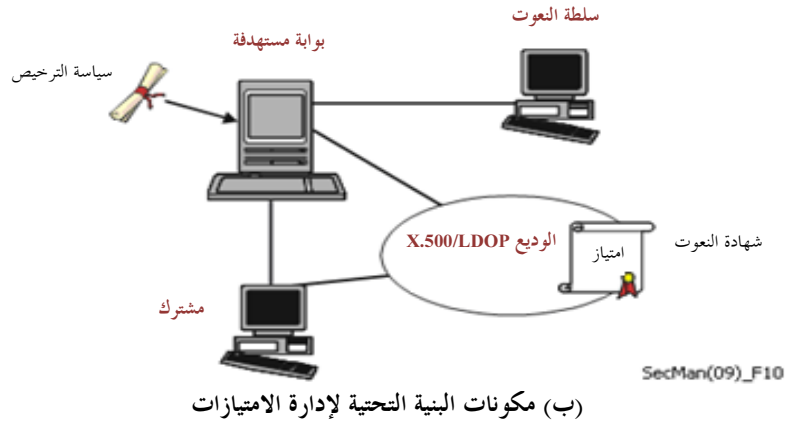 سلطة النعوت
بوابة مستهدفة
سياسة الترخيص
الوديع X.500/LDOP
امتياز
شهادة النعوت
مشترك
SecMan(09)_F10
(ب) مكونات البنية التحتية لإدارة الامتيازات